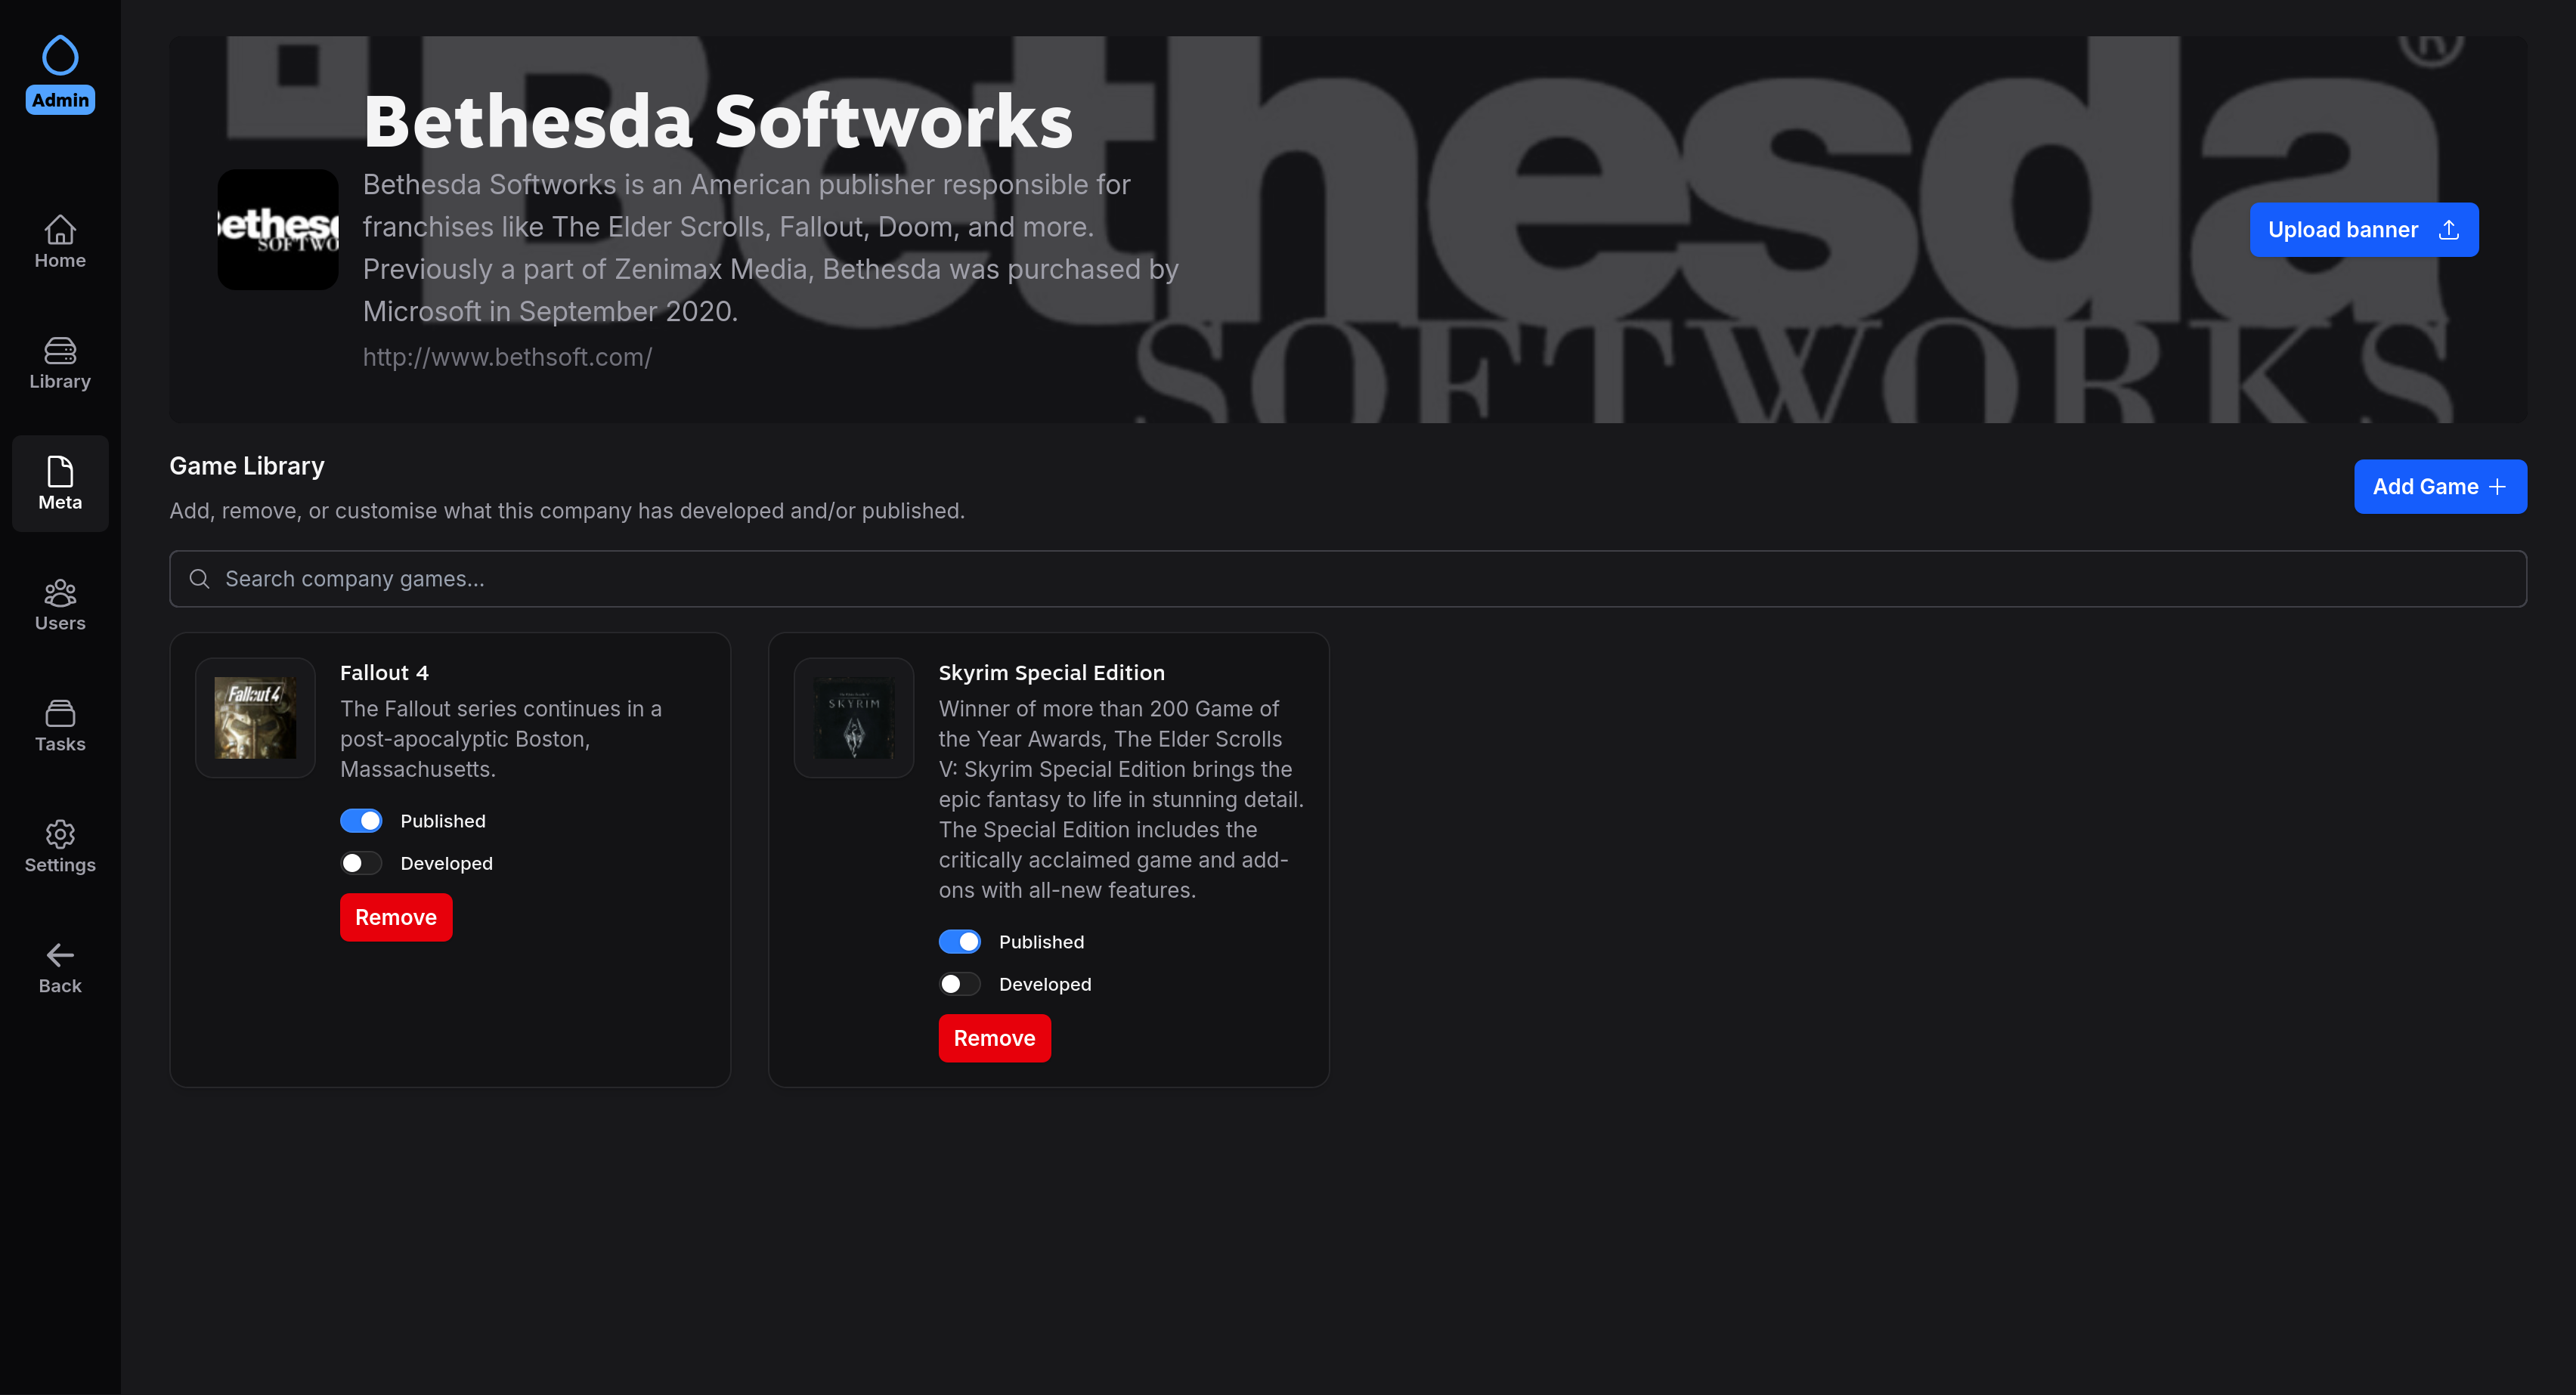 Admin
Home
Library
Meta
Users
Tasks
Settings
Back
Bethesda
SOFTWORKS
®
Bethesda Softworks
Bethesda Softworks is an American publisher responsible for
franchises like The Elder Scrolls, Fallout, Doom, and more.
Previously a part of Zenimax Media, Bethesda was purchased by
Microsoft in September 2020.
http://www.bethsoft.com/
ethes
SOFTWO
Upload banner
Game Library
Add, remove, or customise what this company has developed and/or published.
Add Game
Search company games...
Fallout 4
Fallout 4
The Fallout series continues in a
post-apocalyptic Boston,
Massachusetts.
Published
Developed
Remove
SKYRIM
Skyrim Special Edition
Winner of more than 200 Game of
the Year Awards, The Elder Scrolls
V: Skyrim Special Edition brings the
epic fantasy to life in stunning detail.
The Special Edition includes the
critically acclaimed game and add-
ons with all-new features.
Published
Developed
Remove